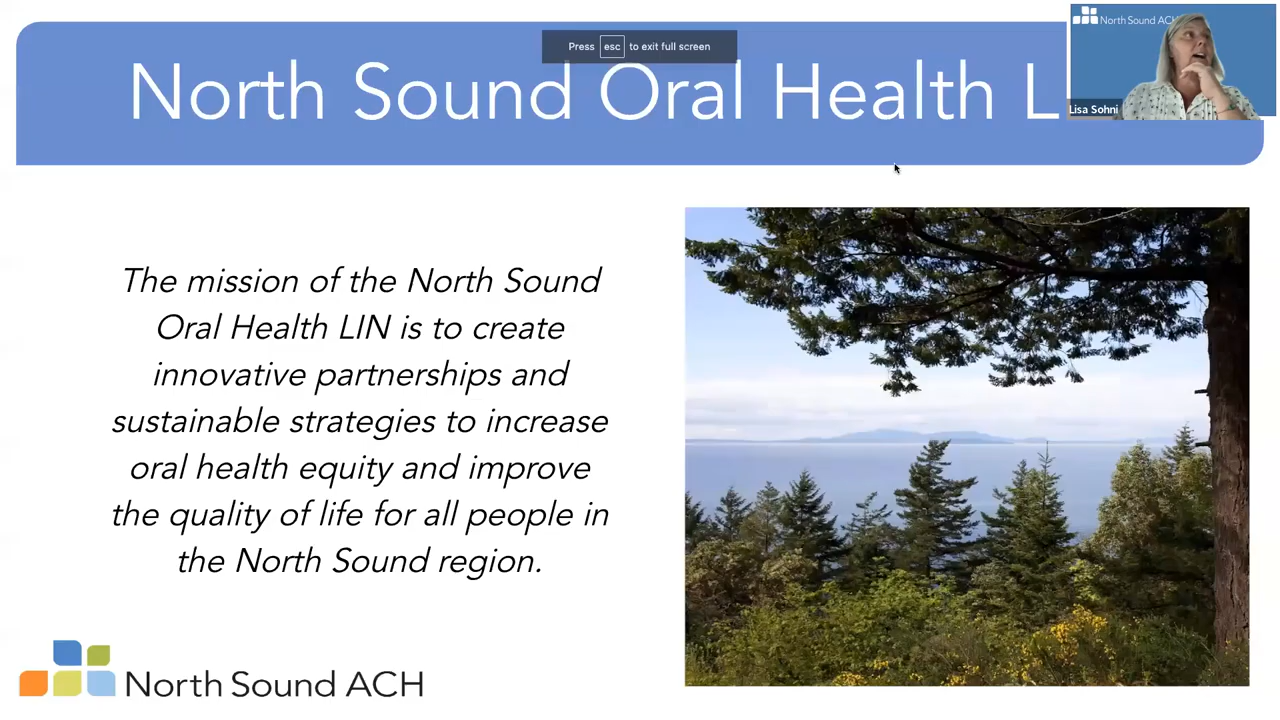 North Sound Oral Health L
Press esc to exit full screen
North Sound ACH
Lisa Sohni
The mission of the North Sound
Oral Health LIN is to create
innovative partnerships and
sustainable strategies to increase
oral health equity and improve
the quality of life for all people in
the North Sound region.
North Sound ACH